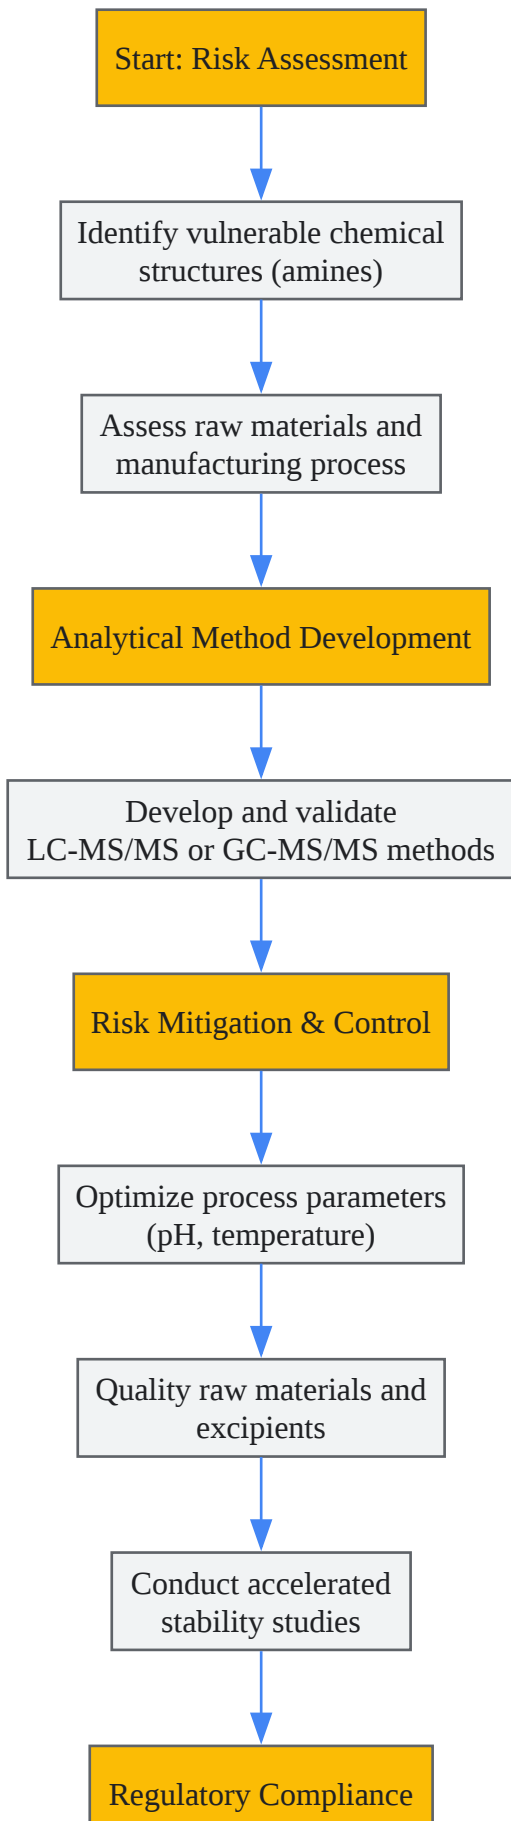 Start: Risk Assessment
Identify vulnerable chemical
structures (amines)
Assess raw materials and
manufacturing process
Analytical Method Development
Develop and validate
LC-MS/MS or GC-MS/MS methods
Risk Mitigation & Control
Optimize process parameters
(pH, temperature)
Quality raw materials and
excipients
Conduct accelerated
stability studies
Regulatory Compliance